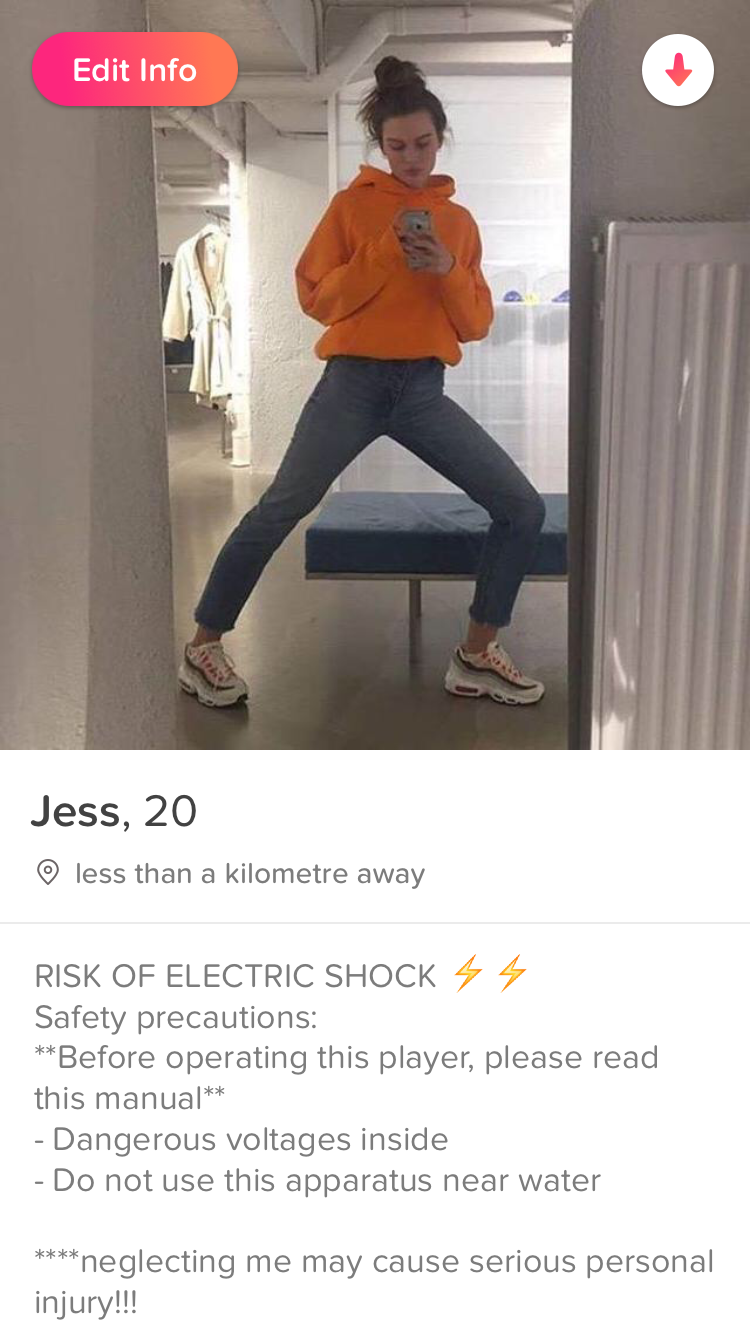 Edit Info
Jess, 20
less than a kilometre away
RISK OF ELECTRIC SHOCK ⚡⚡
Safety precautions:
**Before operating this player, please read
this manual**
- Dangerous voltages inside
- Do not use this apparatus near water
****neglecting me may cause serious personal
injury!!!